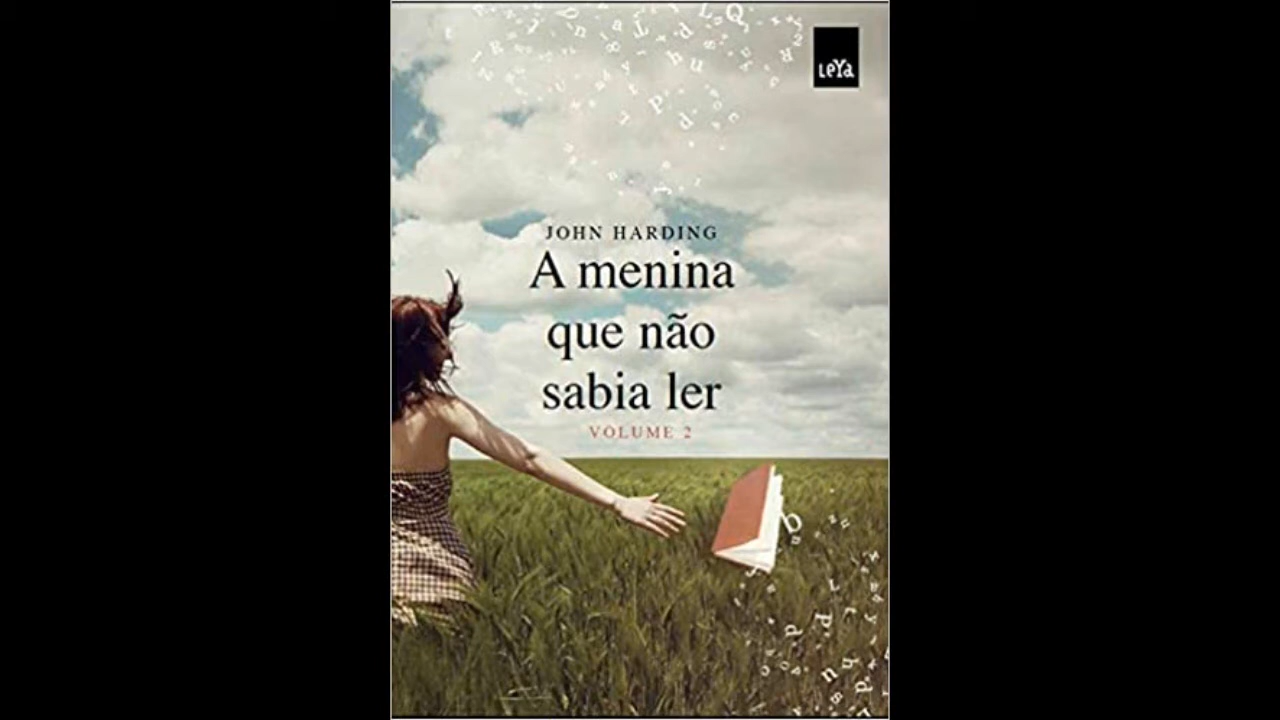 LeYa
JOHN HARDING
A menina
que não
sabia ler
VOLUME 2